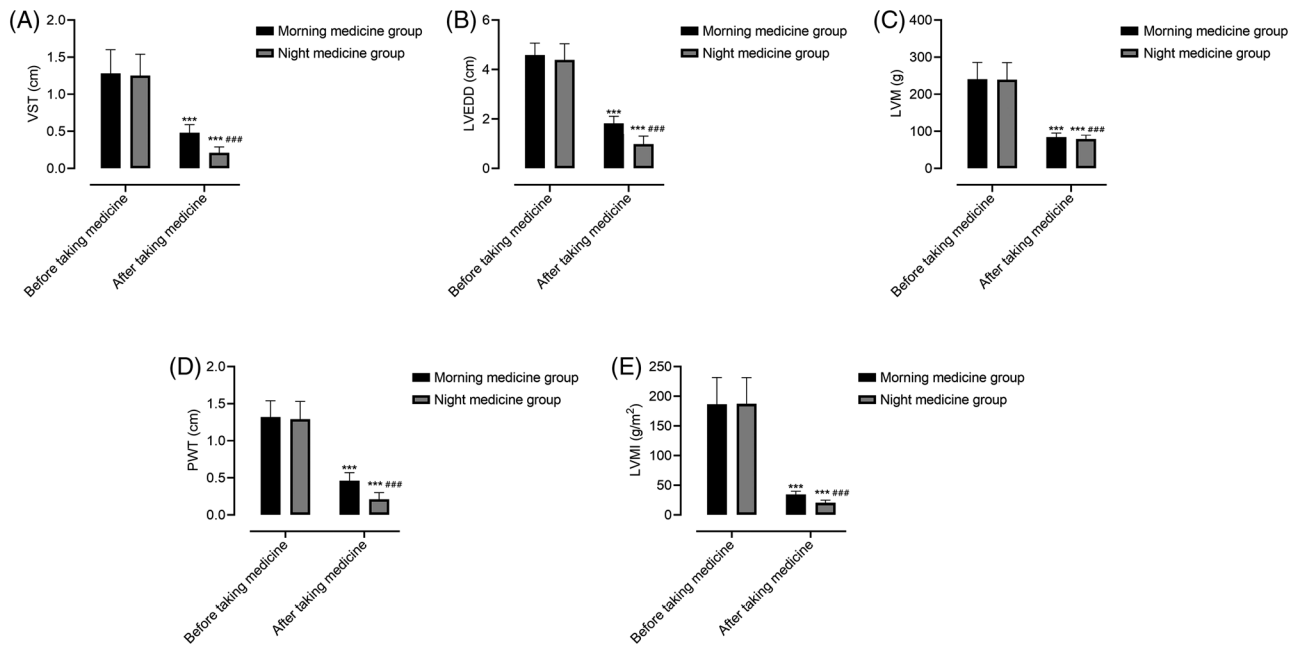 (A)
2.0
1.5
1.0
0.5
0.0
VST (cm)
Morning medicine group
Night medicine group
***
*** ###
Before taking medicine
After taking medicine
(B)
6
4
2
0
LVEDD (cm)
Morning medicine group
Night medicine group
***
*** ###
Before taking medicine
After taking medicine
(C)
400
300
200
100
0
LVM (g)
Morning medicine group
Night medicine group
***
*** ###
Before taking medicine
After taking medicine
(D)
2.0
1.5
1.0
0.5
0.0
PWT (cm)
Morning medicine group
Night medicine group
***
*** ###
Before taking medicine
After taking medicine
(E)
250
200
150
100
50
0
LVMI (g/m²)
Morning medicine group
Night medicine group
***
*** ###
Before taking medicine
After taking medicine